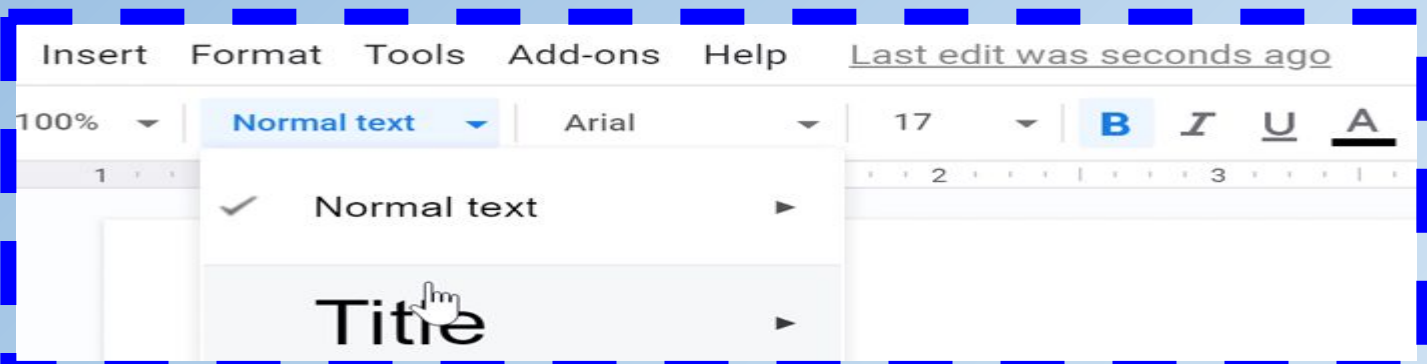 Insert Format Tools Add-ons Help Last edit was seconds ago
100% Normal text Arial 17 B I U A
1 2 3
Normal text
Title